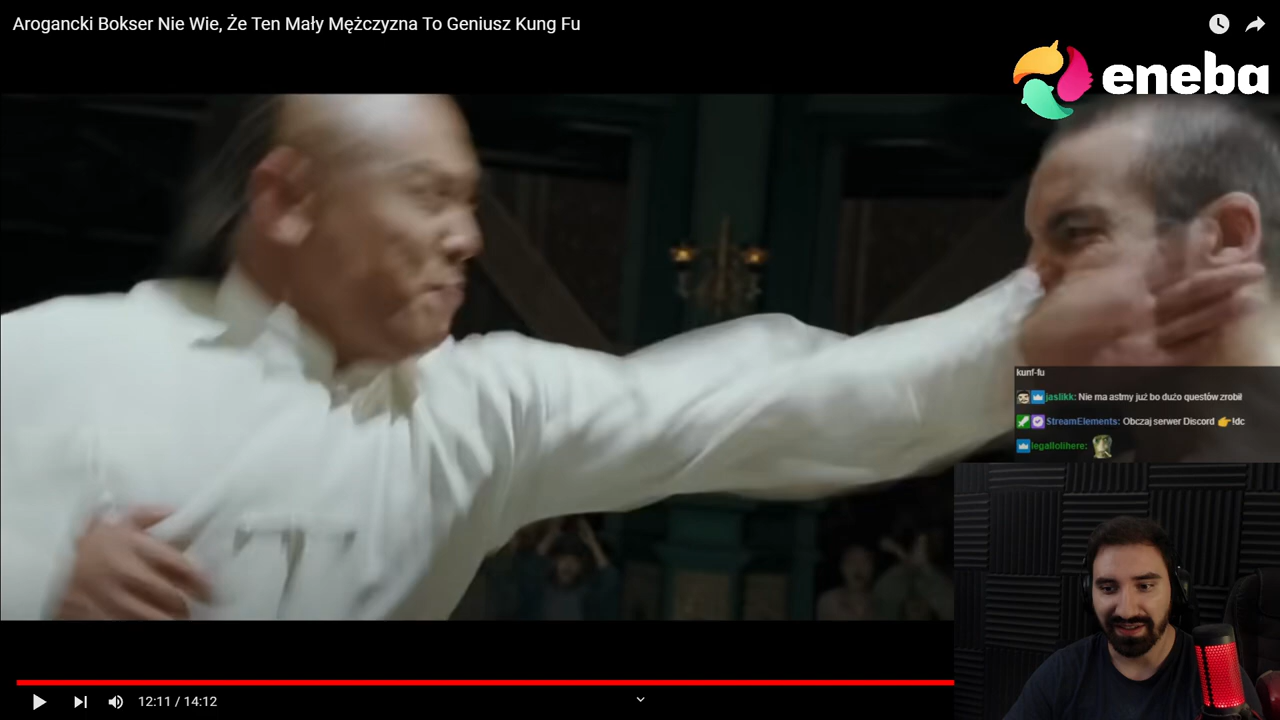 Arogancki Bokser Nie Wie, Że Ten Mały Mężczyzna To Geniusz Kung Fu
eneba
kunf-fu
jaslikk: Nie ma astmy już bo dużo questów zrobił
StreamElements: Obczaj serwer Discord 👉!dc
legallolihere:
12:11 / 14:12